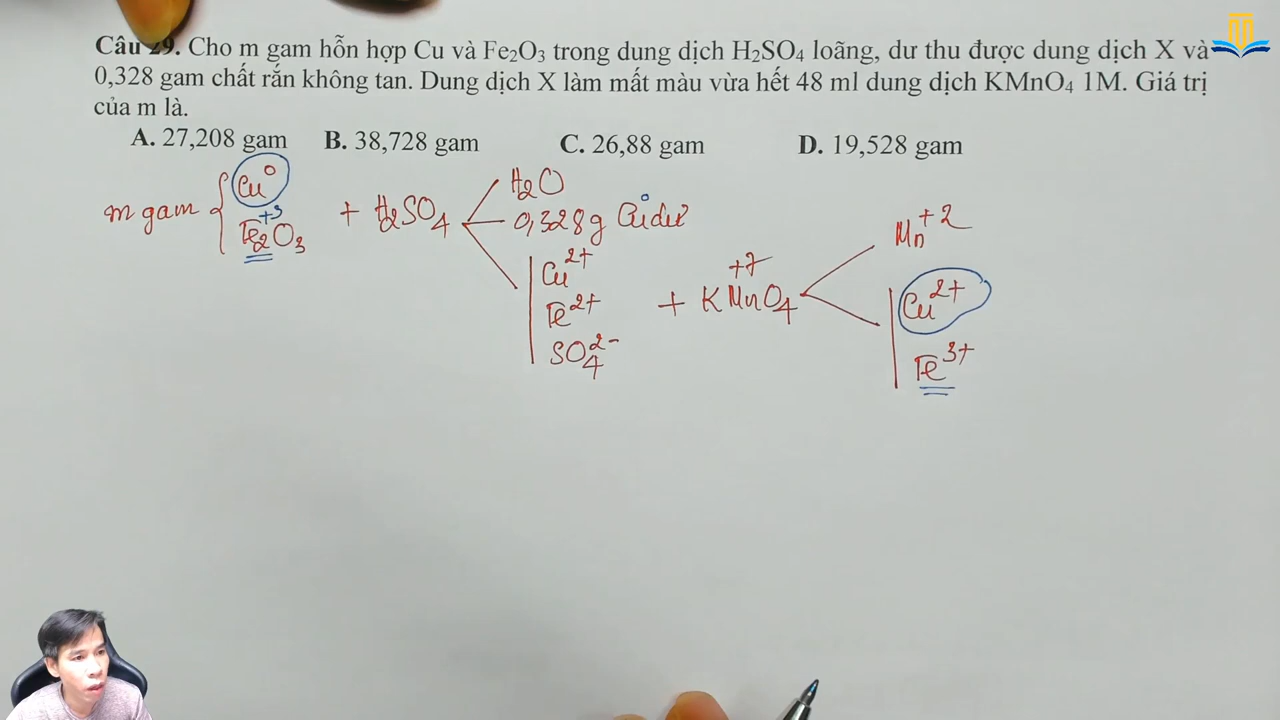 Câu 29. Cho m gam hỗn hợp Cu và Fe₂O₃ trong dung dịch H₂SO₄ loãng, dư thu được dung dịch X và
0,328 gam chất rắn không tan. Dung dịch X làm mất màu vừa hết 48 ml dung dịch KMnO₄ 1M. Giá trị
của m là.
A. 27,208 gam B. 38,728 gam C. 26,88 gam D. 19,528 gam
m gam { Cu⁰ + H₂SO₄ H₂O
+3
Fe₂O₃ 0,328g Cu⁰ dư
Cu²⁺
Fe²⁺
SO₄²⁻
+7
+ KMnO₄
Mn⁺²
Cu²⁺
Fe³⁺